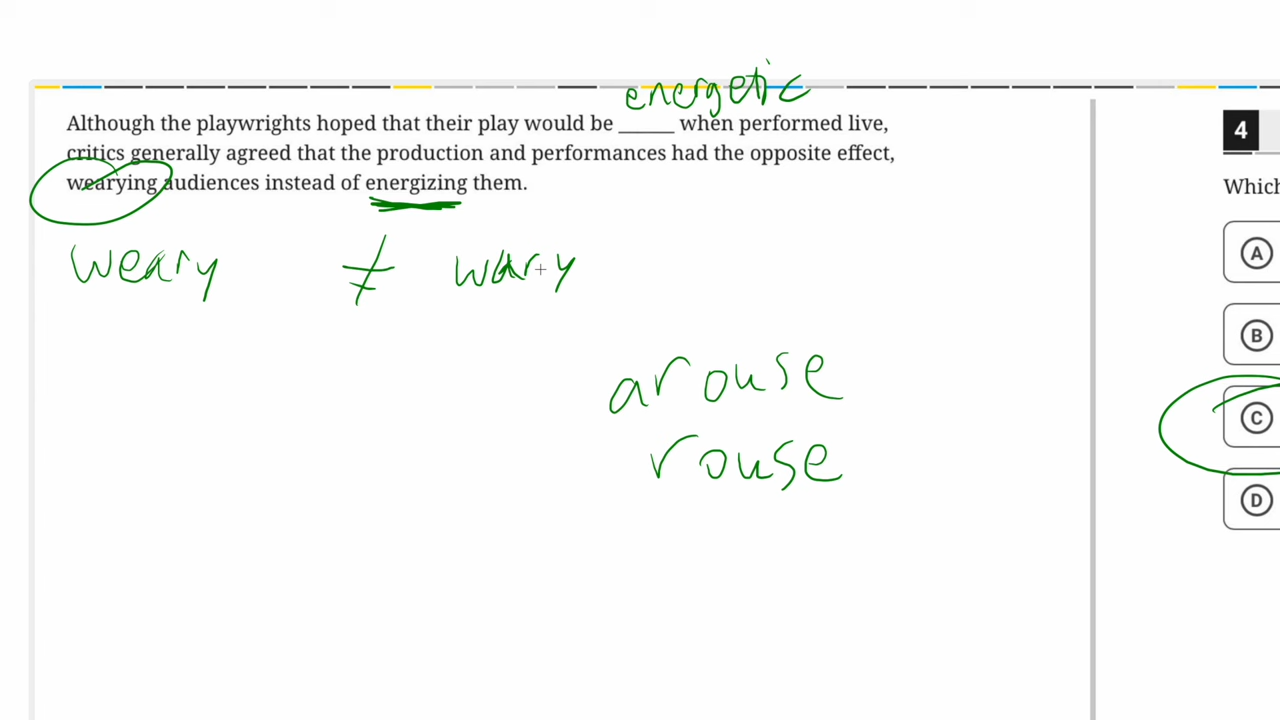 energetic
Although the playwrights hoped that their play would be ______ when performed live,
critics generally agreed that the production and performances had the opposite effect,
wearying audiences instead of energizing them.
weary ≠ wary
arouse
rouse
4
Which
A
B
C
D